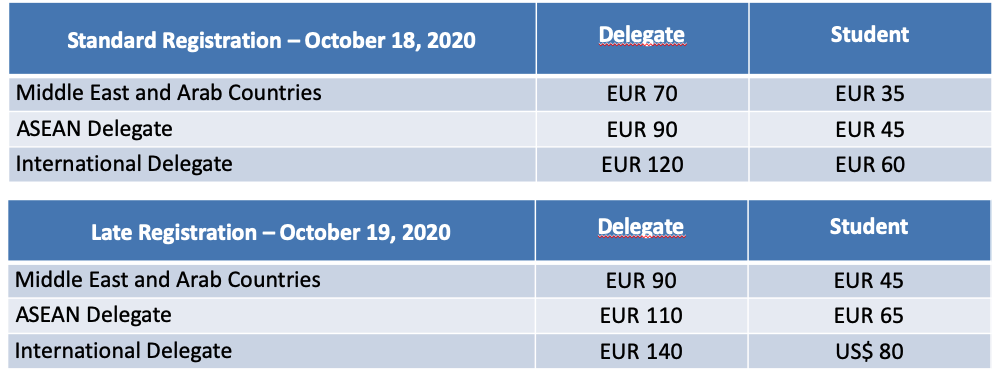 Standard Registration – October 18, 2020 Delegate Student
Middle East and Arab Countries EUR 70 EUR 35
ASEAN Delegate EUR 90 EUR 45
International Delegate EUR 120 EUR 60
Late Registration – October 19, 2020 Delegate Student
Middle East and Arab Countries EUR 90 EUR 45
ASEAN Delegate EUR 110 EUR 65
International Delegate EUR 140 US$ 80